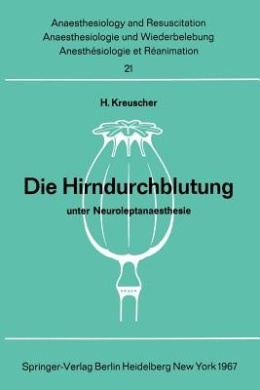 Anaesthesiology and Resuscitation
Anaesthesiologie und Wiederbelebung
Anesthésiologie et Réanimation
21
H. Kreuscher
Die Hirndurchblutung
unter Neuroleptanaesthesie
Springer-Verlag Berlin Heidelberg New York 1967